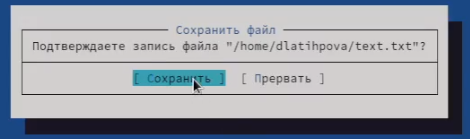 Сохранить файл
Подтверждаете запись файла "/home/dlatihpova/text.txt"?
[ Сохранить ] [ Прервать ]